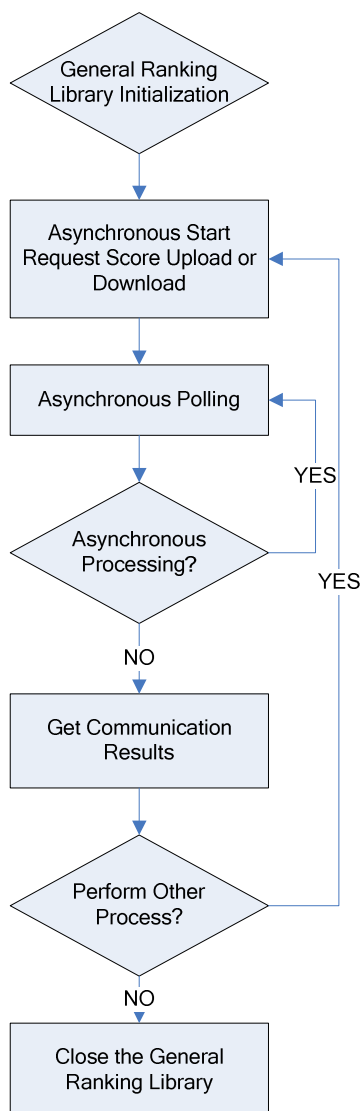 General Ranking
Library Initialization
Asynchronous Start
Request Score Upload or
Download
Asynchronous Polling
YES
Asynchronous
Processing?
YES
NO
Get Communication
Results
Perform Other
Process?
NO
Close the General
Ranking Library